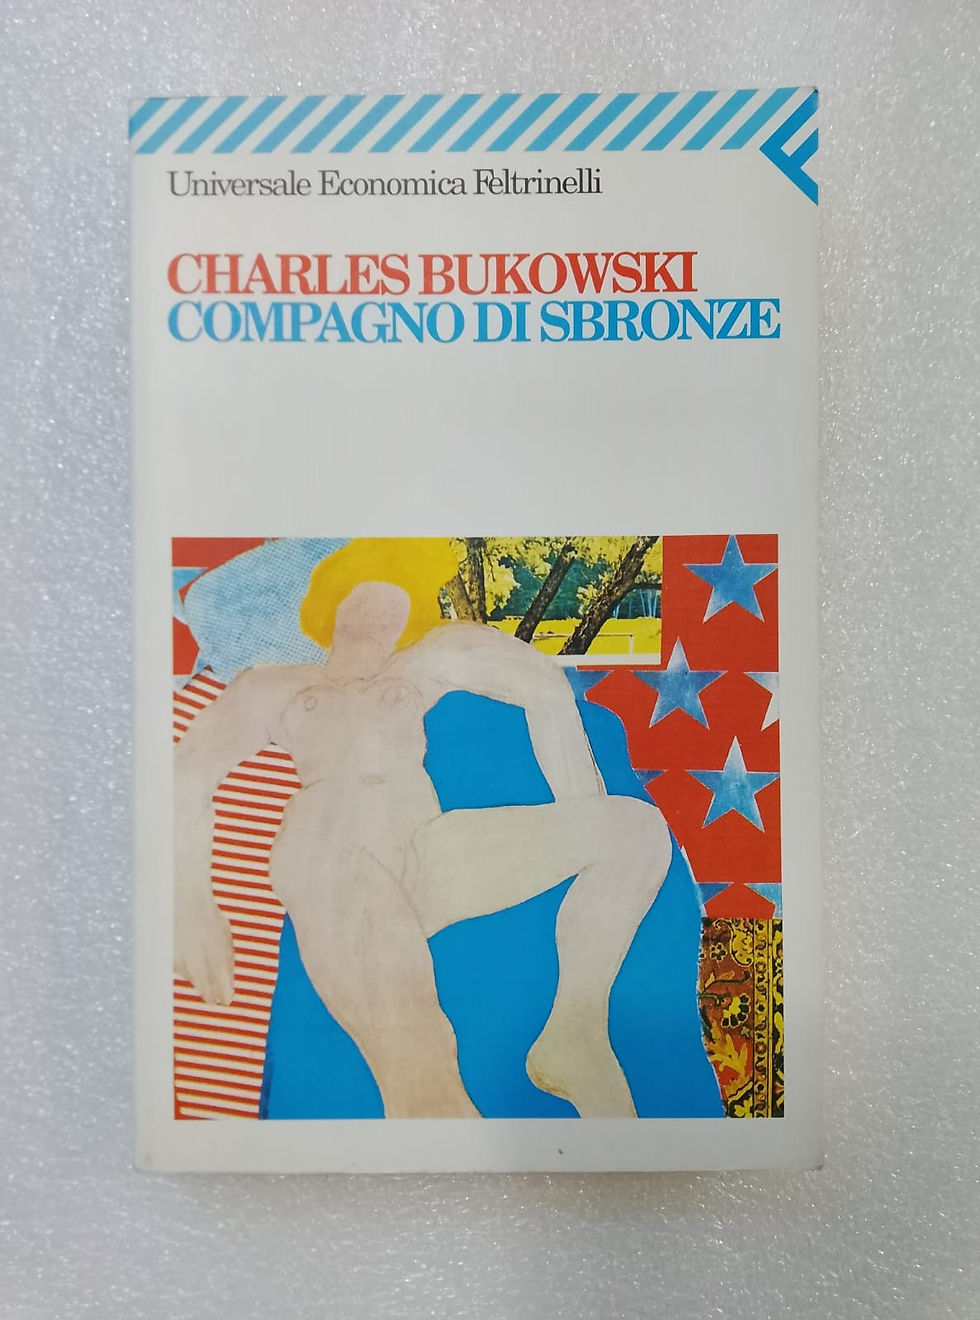 Universale Economica Feltrinelli
CHARLES BUKOWSKI
COMPAGNO DI SBRONZE